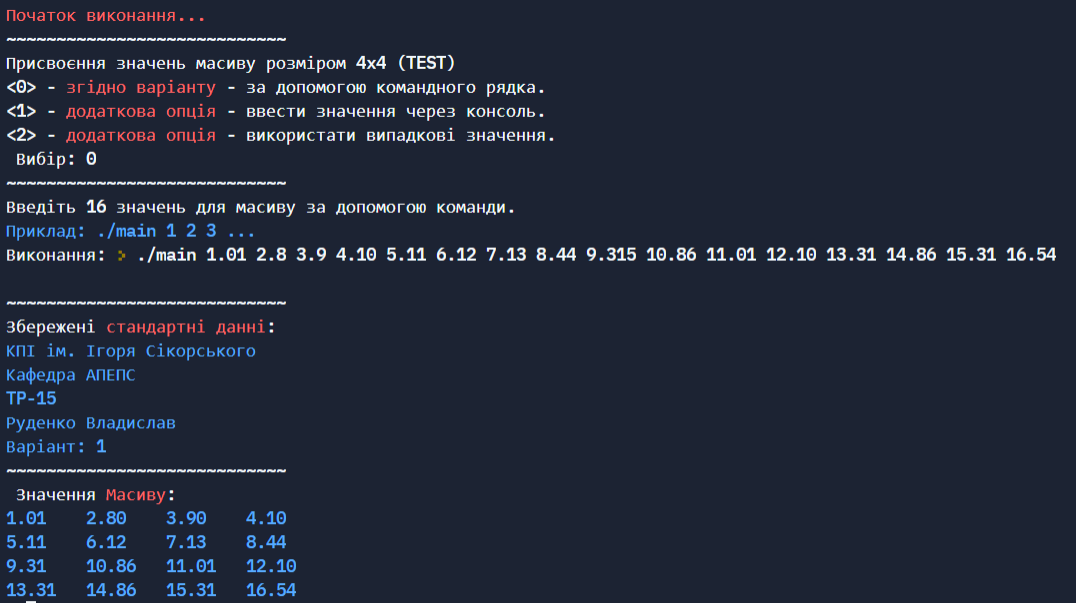 Початок виконання...
~~~~~~~~~~~~~~~~~~~~~~~~~~~~
Присвоєння значень масиву розміром 4x4 (TEST)
<0> - згідно варіанту - за допомогою командного рядка.
<1> - додаткова опція - ввести значення через консоль.
<2> - додаткова опція - використати випадкові значення.
Вибір: 0
~~~~~~~~~~~~~~~~~~~~~~~~~~~~
Введіть 16 значень для масиву за допомогою команди.
Приклад: ./main 1 2 3 ...
Виконання: > ./main 1.01 2.8 3.9 4.10 5.11 6.12 7.13 8.44 9.315 10.86 11.01 12.10 13.31 14.86 15.31 16.54
~~~~~~~~~~~~~~~~~~~~~~~~~~~~
Збережені стандартні данні:
КПІ ім. Ігоря Сікорського
Кафедра АПЕПС
ТР-15
Руденко Владислав
Варіант: 1
~~~~~~~~~~~~~~~~~~~~~~~~~~~~
Значення Масиву:
1.01 2.80 3.90 4.10
5.11 6.12 7.13 8.44
9.31 10.86 11.01 12.10
13.31 14.86 15.31 16.54